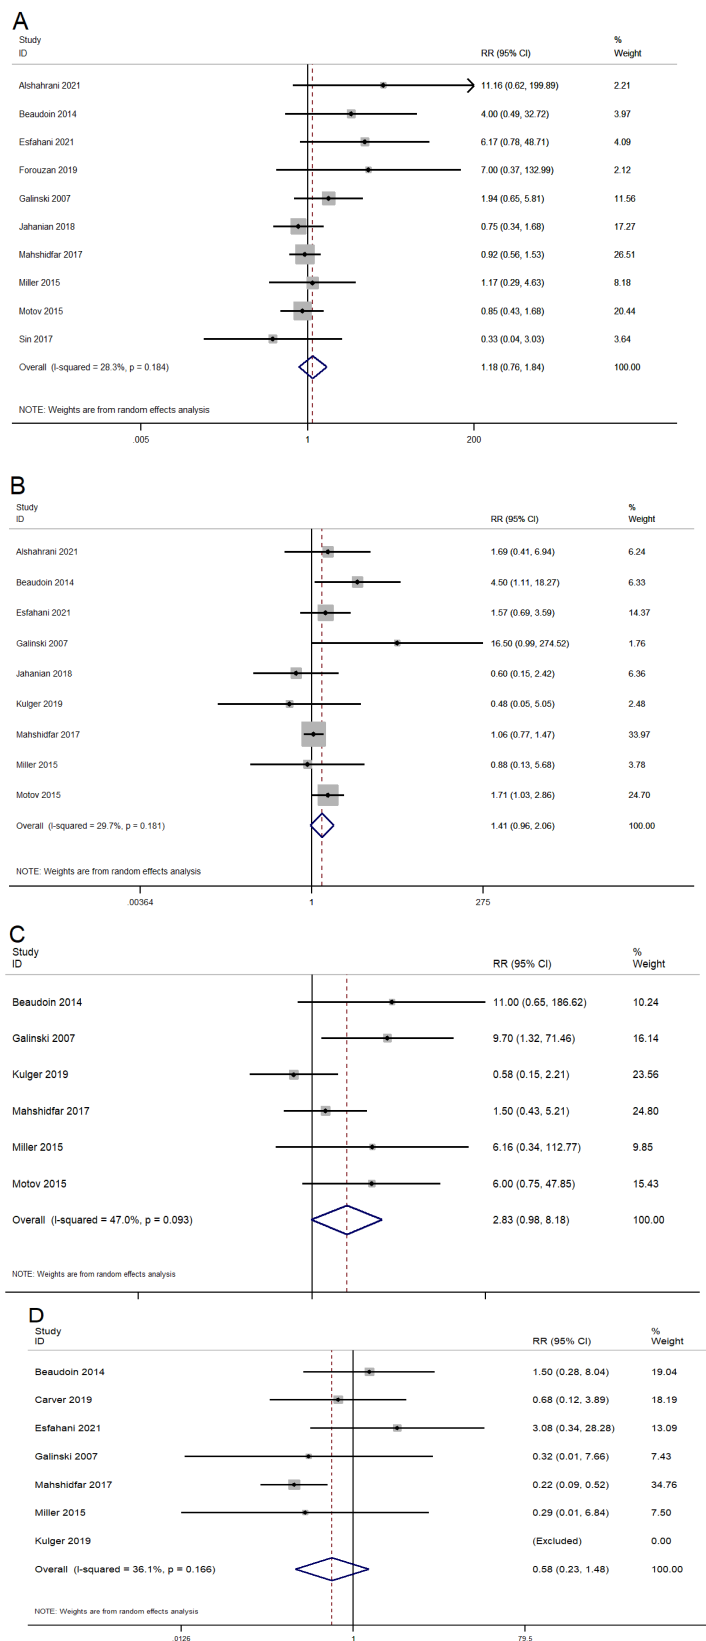 A
Study %
ID RR (95% CI) Weight
Alshahrani 2021 11.16 (0.62, 199.89) 2.21
Beaudoin 2014 4.00 (0.49, 32.72) 3.97
Esfahani 2021 6.17 (0.78, 48.71) 4.09
Forouzan 2019 7.00 (0.37, 132.99) 2.12
Galinski 2007 1.94 (0.65, 5.81) 11.56
Jahanian 2018 0.75 (0.34, 1.68) 17.27
Mahshidfar 2017 0.92 (0.56, 1.53) 26.51
Miller 2015 1.17 (0.29, 4.63) 8.18
Motov 2015 0.85 (0.43, 1.68) 20.44
Sin 2017 0.33 (0.04, 3.03) 3.64
Overall (I-squared = 28.3%, p = 0.184) 1.18 (0.76, 1.84) 100.00
NOTE: Weights are from random effects analysis
.005 1 200
B
Study %
ID RR (95% CI) Weight
Alshahrani 2021 1.69 (0.41, 6.94) 6.24
Beaudoin 2014 4.50 (1.11, 18.27) 6.33
Esfahani 2021 1.57 (0.69, 3.59) 14.37
Galinski 2007 16.50 (0.99, 274.52) 1.76
Jahanian 2018 0.60 (0.15, 2.42) 6.36
Kulger 2019 0.48 (0.05, 5.05) 2.48
Mahshidfar 2017 1.06 (0.77, 1.47) 33.97
Miller 2015 0.88 (0.13, 5.68) 3.78
Motov 2015 1.71 (1.03, 2.86) 24.70
Overall (I-squared = 29.7%, p = 0.181) 1.41 (0.96, 2.06) 100.00
NOTE: Weights are from random effects analysis
.00364 1 275
C
Study %
ID RR (95% CI) Weight
Beaudoin 2014 11.00 (0.65, 186.62) 10.24
Galinski 2007 9.70 (1.32, 71.46) 16.14
Kulger 2019 0.58 (0.15, 2.21) 23.56
Mahshidfar 2017 1.50 (0.43, 5.21) 24.80
Miller 2015 6.16 (0.34, 112.77) 9.85
Motov 2015 6.00 (0.75, 47.85) 15.43
Overall (I-squared = 47.0%, p = 0.093) 2.83 (0.98, 8.18) 100.00
NOTE: Weights are from random effects analysis
D
Study %
ID RR (95% CI) Weight
Beaudoin 2014 1.50 (0.28, 8.04) 19.04
Carver 2019 0.68 (0.12, 3.89) 18.19
Esfahani 2021 3.08 (0.34, 28.28) 13.09
Galinski 2007 0.32 (0.01, 7.66) 7.43
Mahshidfar 2017 0.22 (0.09, 0.52) 34.76
Miller 2015 0.29 (0.01, 6.84) 7.50
Kulger 2019 (Excluded) 0.00
Overall (I-squared = 36.1%, p = 0.166) 0.58 (0.23, 1.48) 100.00
NOTE: Weights are from random effects analysis
.0126 1 79.5